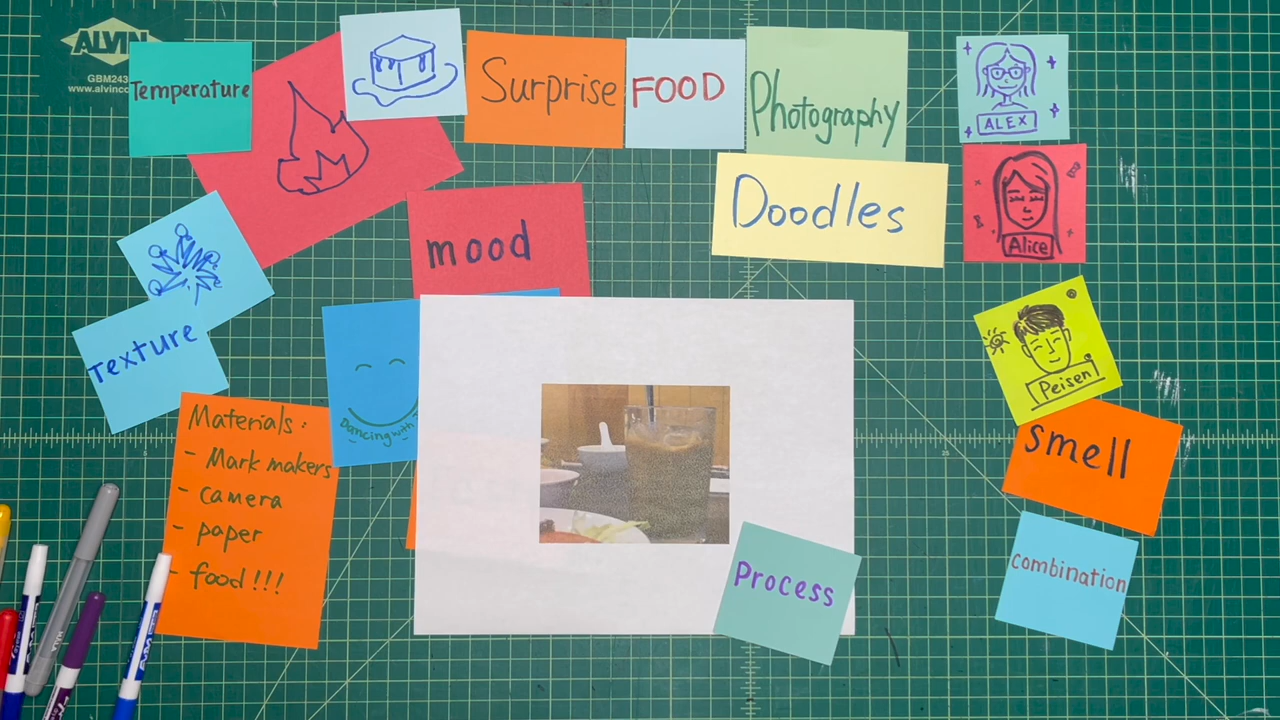 ALVIN
GBM243
www.alvinco
Temperature
Surprise
FOOD
Photography
ALEX
Doodles
Alice
mood
Texture
Peisen
Dancing with
smell
Materials:
- Mark makers
- camera
- paper
- food!!!
Process
combination